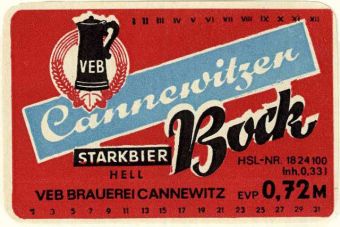 II III IV V VI VII VIII IX X XI XII
VEB
Cannewitzer
Bock
STARKBIER
HELL
HSL-NR. 1824100
Inh. 0,33 l
VEB BRAUEREI CANNEWITZ EVP 0,72 M
1 3 5 7 9 11 13 15 17 19 21 23 25 27 29 31